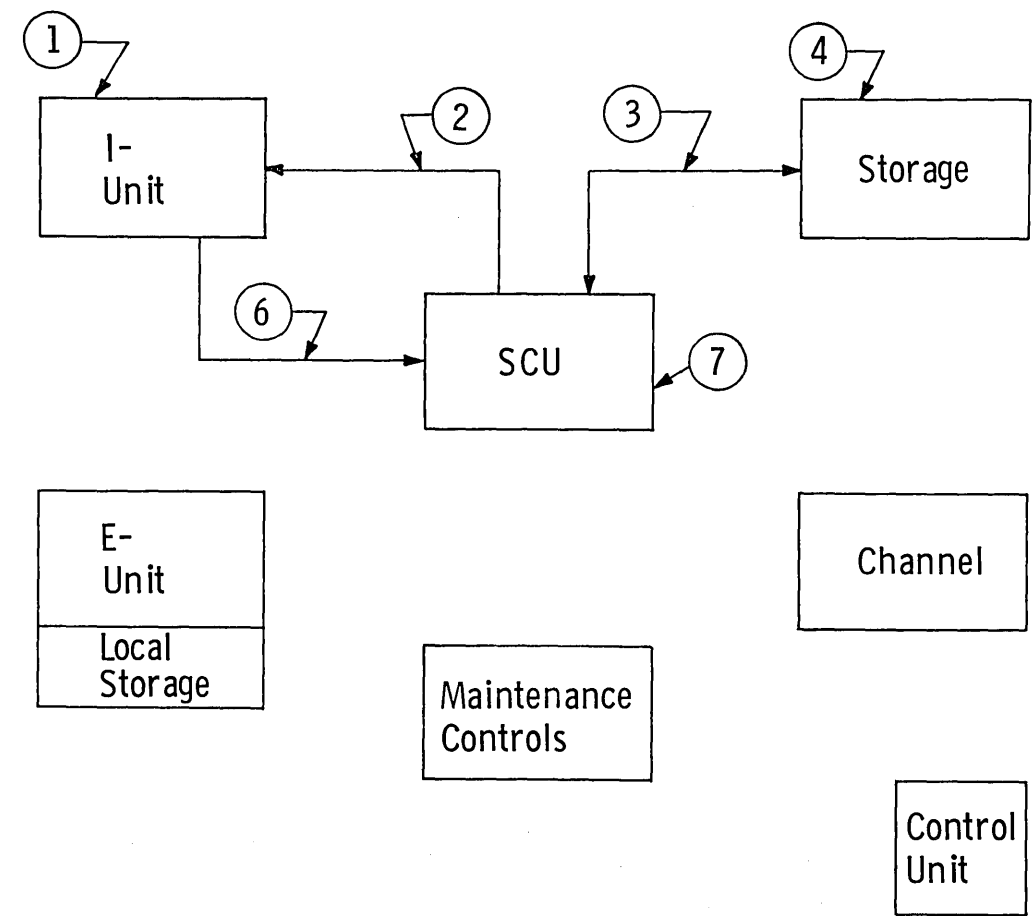 1
4
2
3
I-
Unit
Storage
6
SCU
7
E-
Unit
Channel
Local
Storage
Maintenance
Controls
Control
Unit